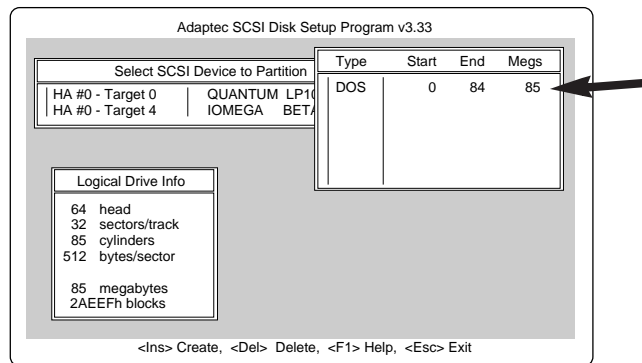 Adaptec SCSI Disk Setup Program v3.33
Select SCSI Device to Partition
HA #0 - Target 0 QUANTUM LP10
HA #0 - Target 4 IOMEGA BETA
Type Start End Megs
DOS 0 84 85
Logical Drive Info
64 head
32 sectors/track
85 cylinders
512 bytes/sector
85 megabytes
2AEEFh blocks
<Ins> Create, <Del> Delete, <F1> Help, <Esc> Exit